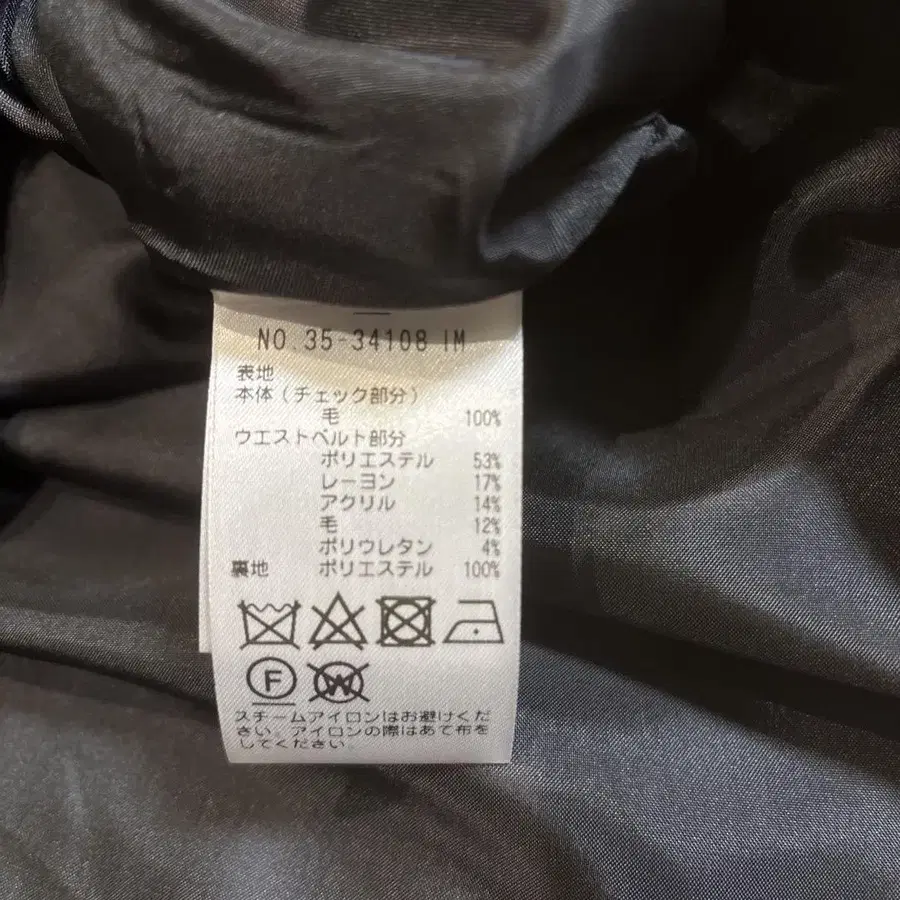 NO.35-34108 IM
表地
本体(チェック部分)
毛 100%
ウエストベルト部分
ポリエステル 53%
レーヨン 17%
アクリル 14%
毛 12%
ポリウレタン 4%
裏地 ポリエステル 100%
F W
スチームアイロンはお避けくだ
さい。アイロンの際はあて布を
してください。